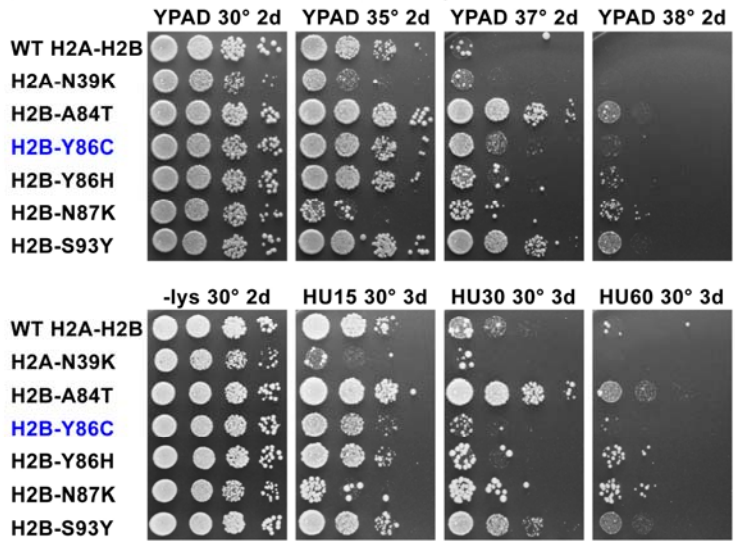 YPAD 30° 2d YPAD 35° 2d YPAD 37° 2d YPAD 38° 2d
WT H2A-H2B
H2A-N39K
H2B-A84T
H2B-Y86C
H2B-Y86H
H2B-N87K
H2B-S93Y
-lys 30° 2d HU15 30° 3d HU30 30° 3d HU60 30° 3d
WT H2A-H2B
H2A-N39K
H2B-A84T
H2B-Y86C
H2B-Y86H
H2B-N87K
H2B-S93Y